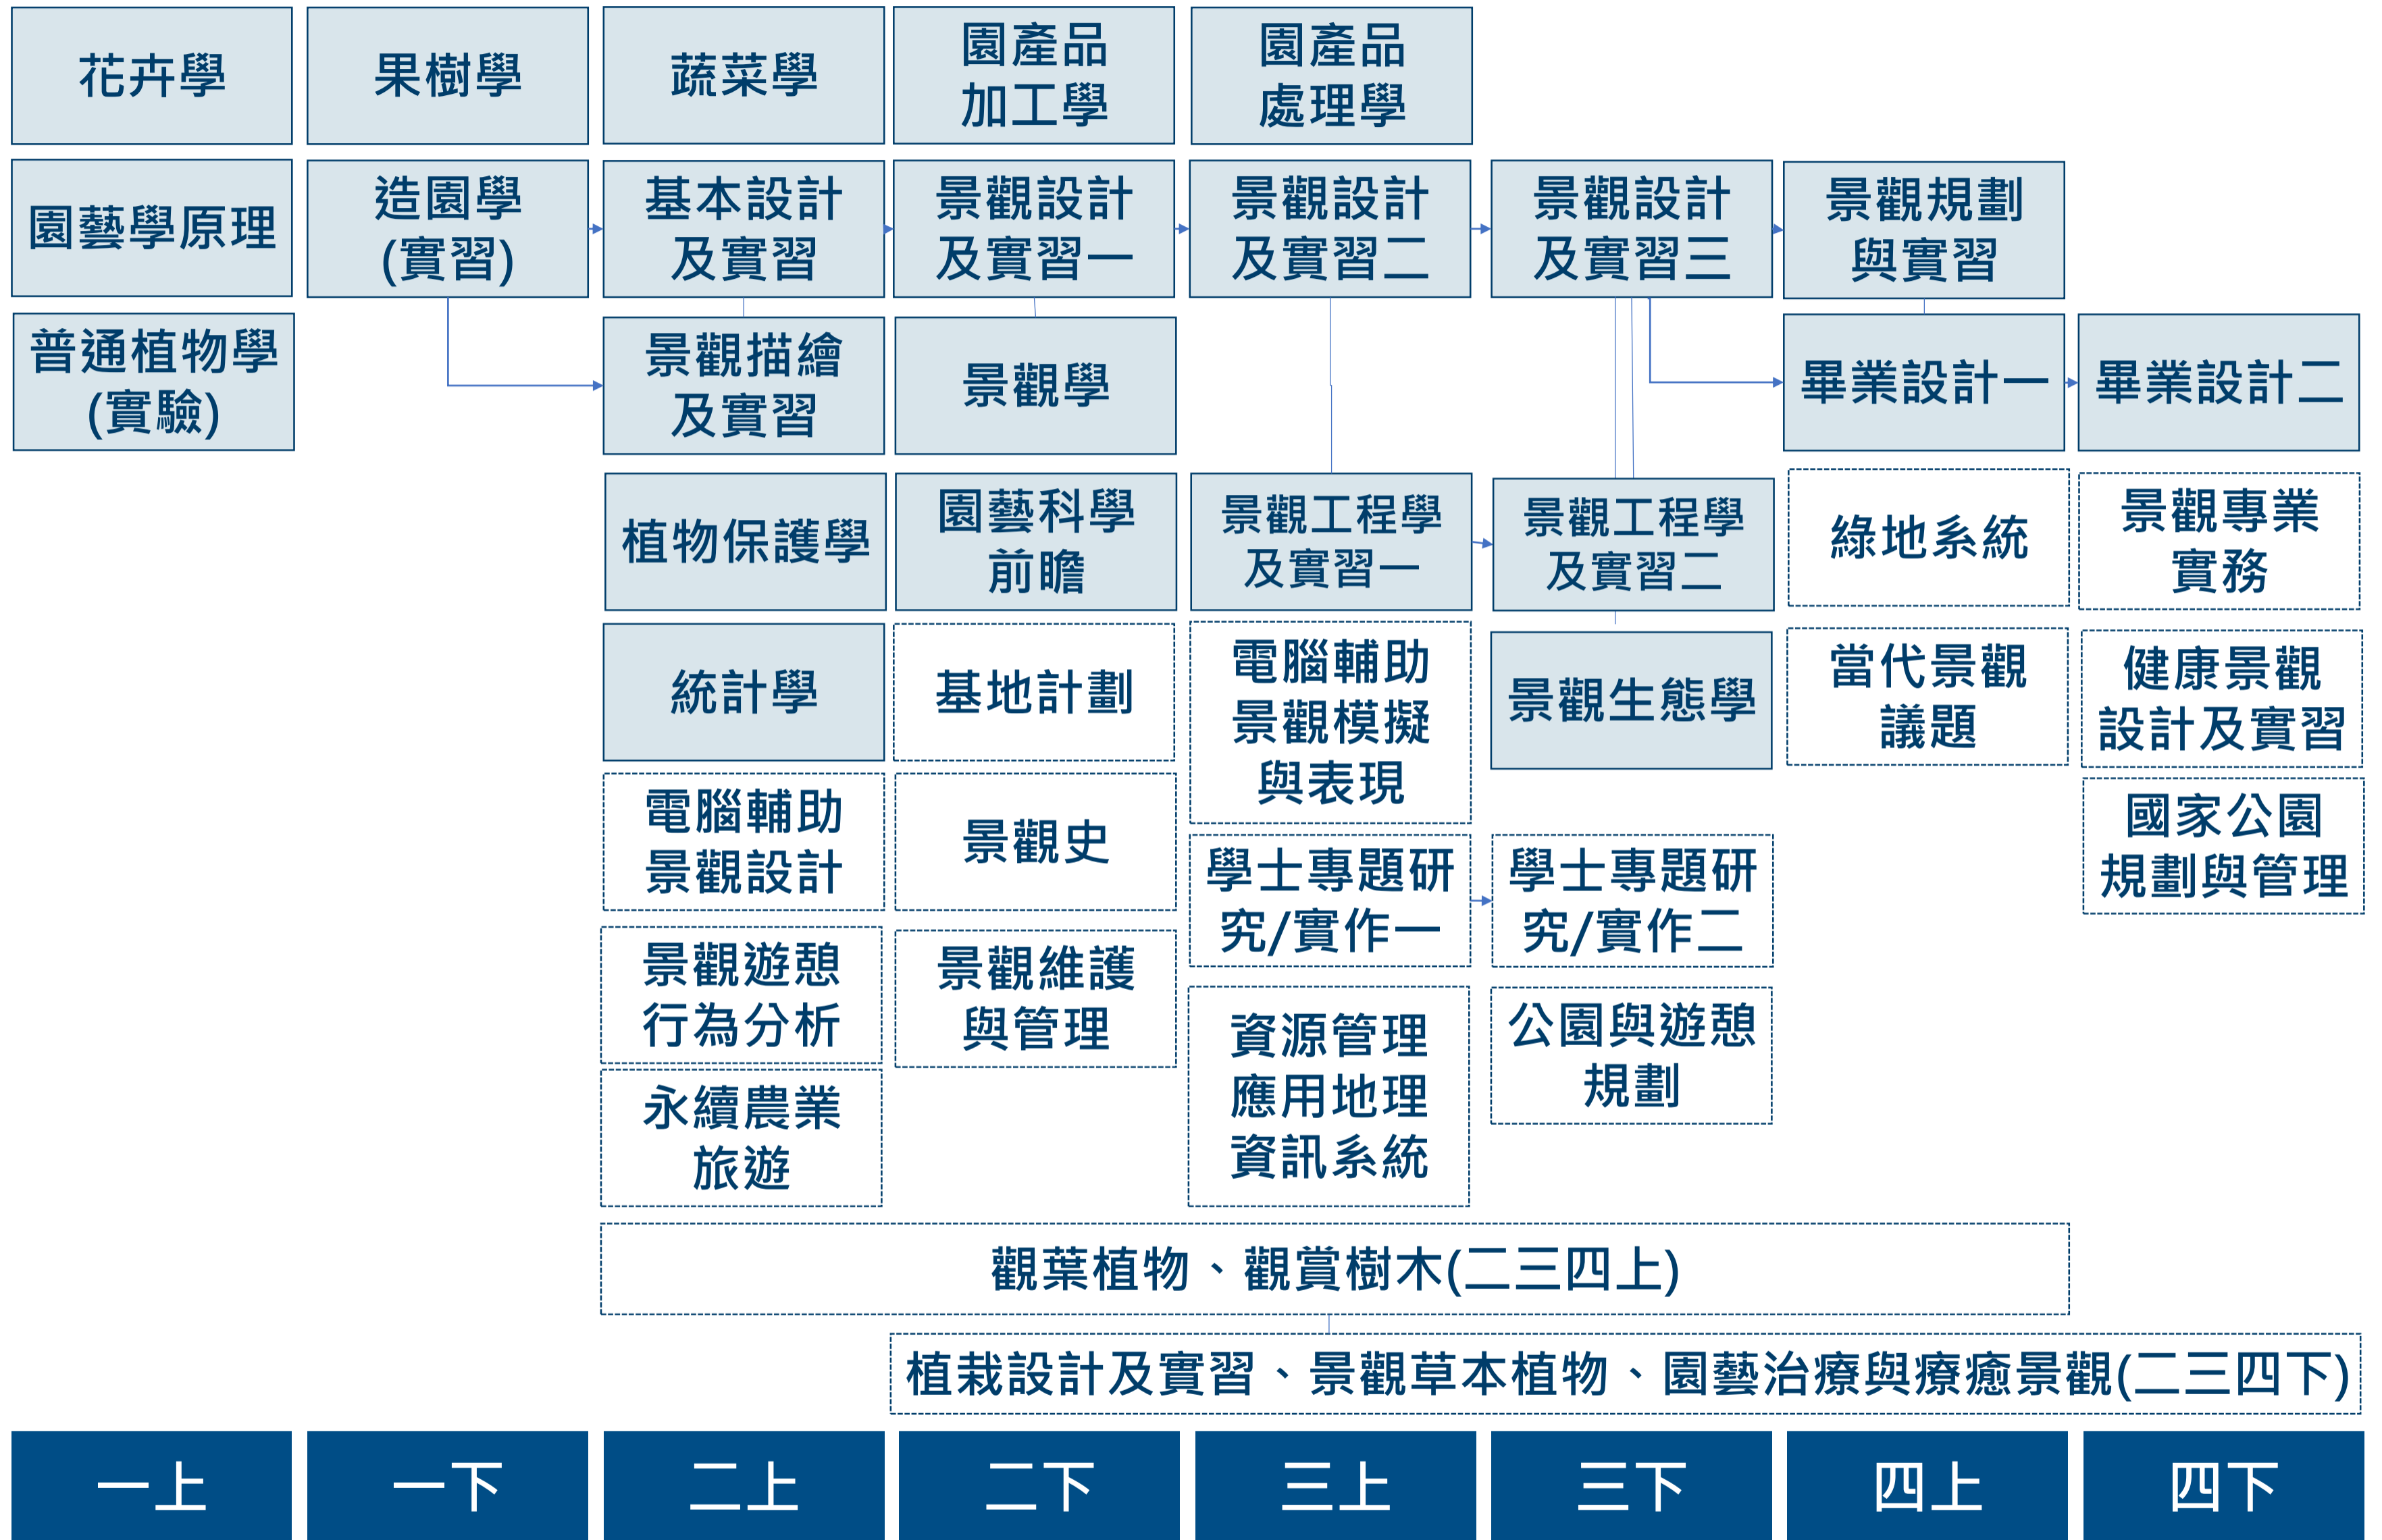 花卉學
果樹學
蔬菜學
園產品
加工學
園產品
處理學
園藝學原理
造園學
(實習)
基本設計
及實習
景觀設計
及實習一
景觀設計
及實習二
景觀設計
及實習三
景觀規劃
與實習
普通植物學
(實驗)
景觀描繪
及實習
景觀學
畢業設計一
畢業設計二
植物保護學
園藝科學
前瞻
景觀工程學
及實習一
景觀工程學
及實習二
綠地系統
景觀專業
實務
統計學
基地計劃
電腦輔助
景觀模擬
與表現
景觀生態學
當代景觀
議題
健康景觀
設計及實習
電腦輔助
景觀設計
景觀史
學士專題研
究/實作一
學士專題研
究/實作二
國家公園
規劃與管理
景觀遊憩
行為分析
景觀維護
與管理
資源管理
應用地理
資訊系統
公園與遊憩
規劃
永續農業
旅遊
觀葉植物、觀賞樹木(二三四上)
植栽設計及實習、景觀草本植物、園藝治療與療癒景觀(二三四下)
一上
一下
二上
二下
三上
三下
四上
四下